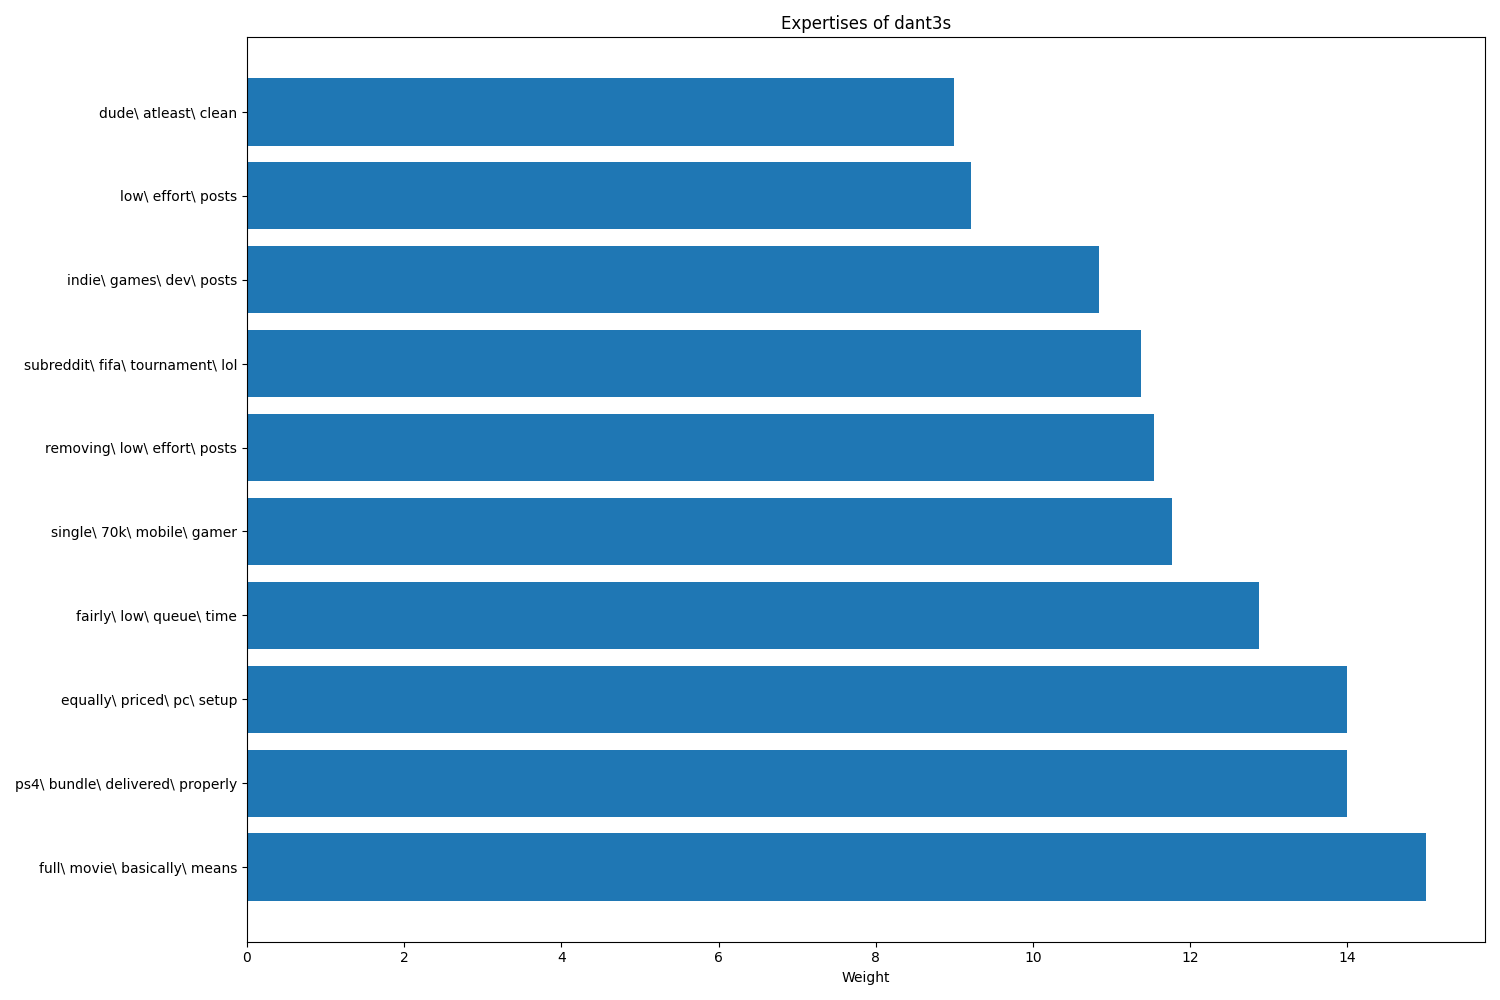 Expertises of dant3s
dude\ atleast\ clean
low\ effort\ posts
indie\ games\ dev\ posts
subreddit\ fifa\ tournament\ lol
removing\ low\ effort\ posts
single\ 70k\ mobile\ gamer
fairly\ low\ queue\ time
equally\ priced\ pc\ setup
ps4\ bundle\ delivered\ properly
full\ movie\ basically\ means
0 2 4 6 8 10 12 14
Weight